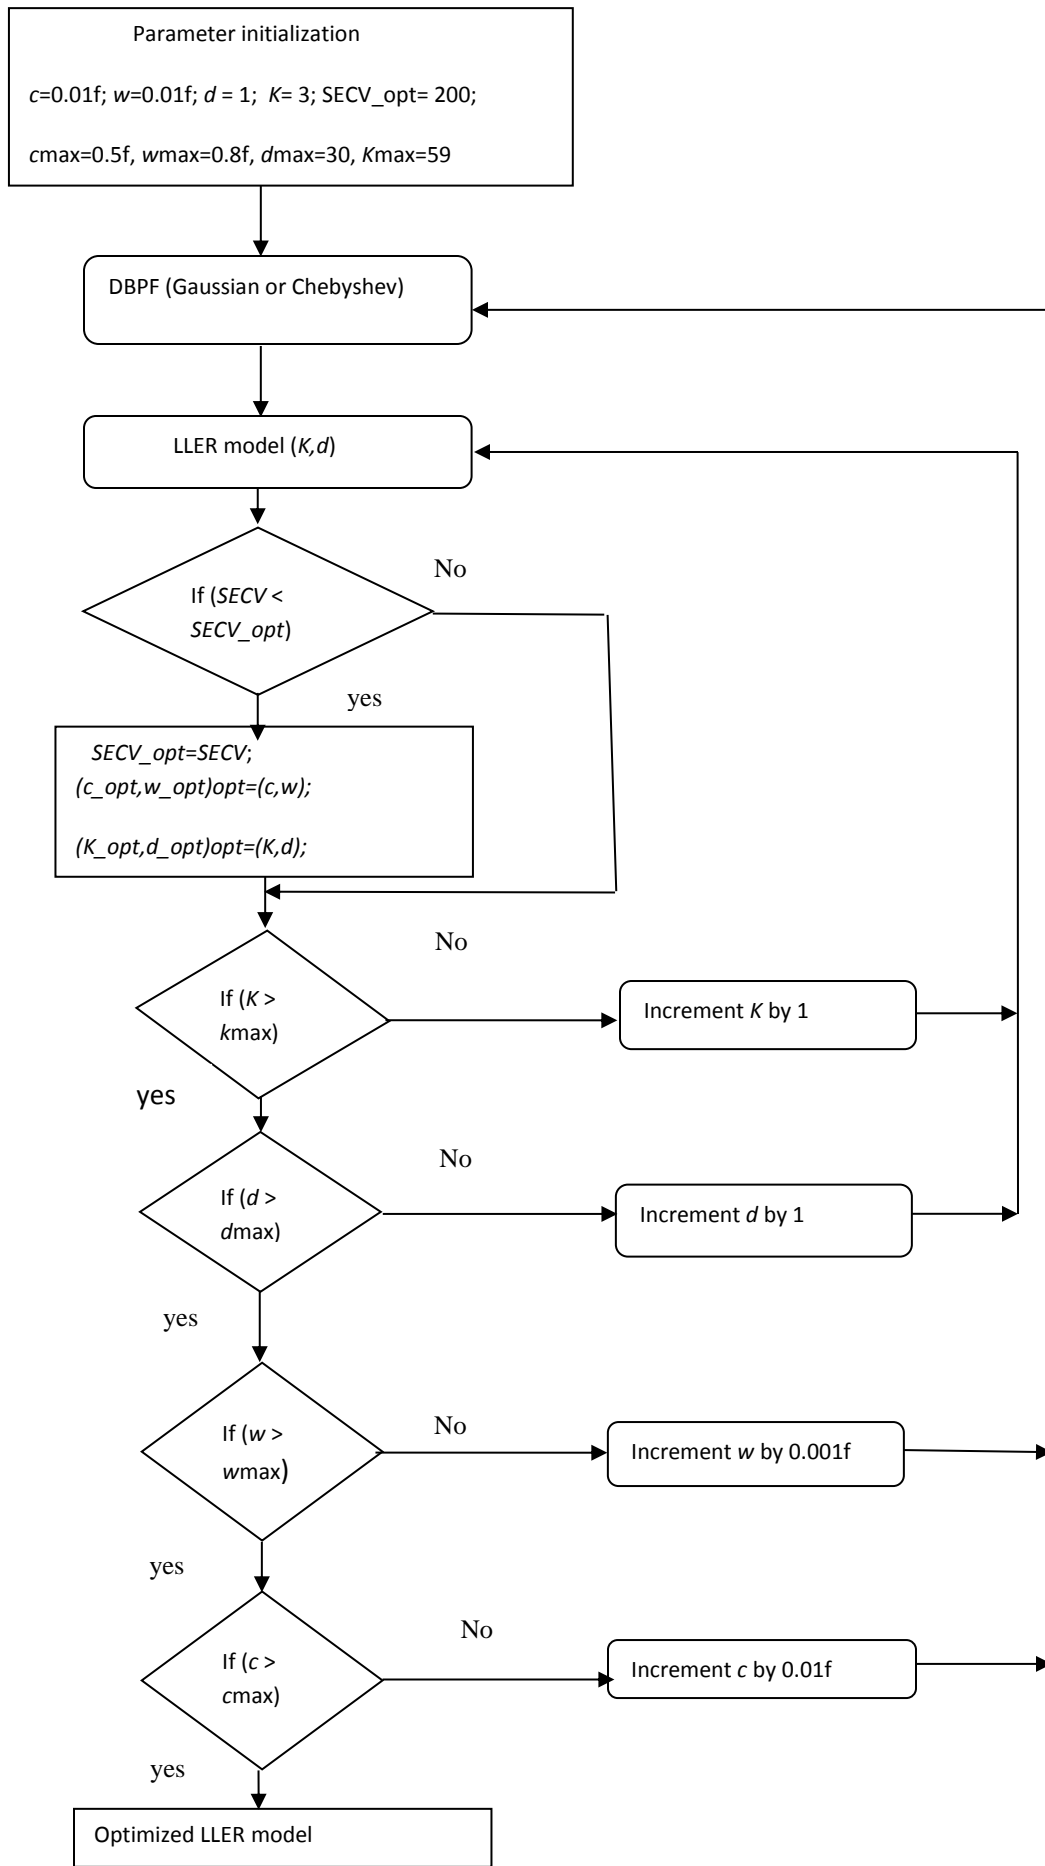 Parameter initialization
c=0.01f; w=0.01f; d = 1; K= 3; SECV_opt= 200;
cmax=0.5f, wmax=0.8f, dmax=30, Kmax=59
DBPF (Gaussian or Chebyshev)
LLER model (K,d)
No
If (SECV <
SECV_opt)
yes
SECV_opt=SECV;
(c_opt,w_opt)opt=(c,w);
(K_opt,d_opt)opt=(K,d);
No
If (K >
kmax)
Increment K by 1
yes
No
If (d >
dmax)
Increment d by 1
yes
No
If (w >
wmax)
Increment w by 0.001f
yes
No
If (c >
cmax)
Increment c by 0.01f
yes
Optimized LLER model